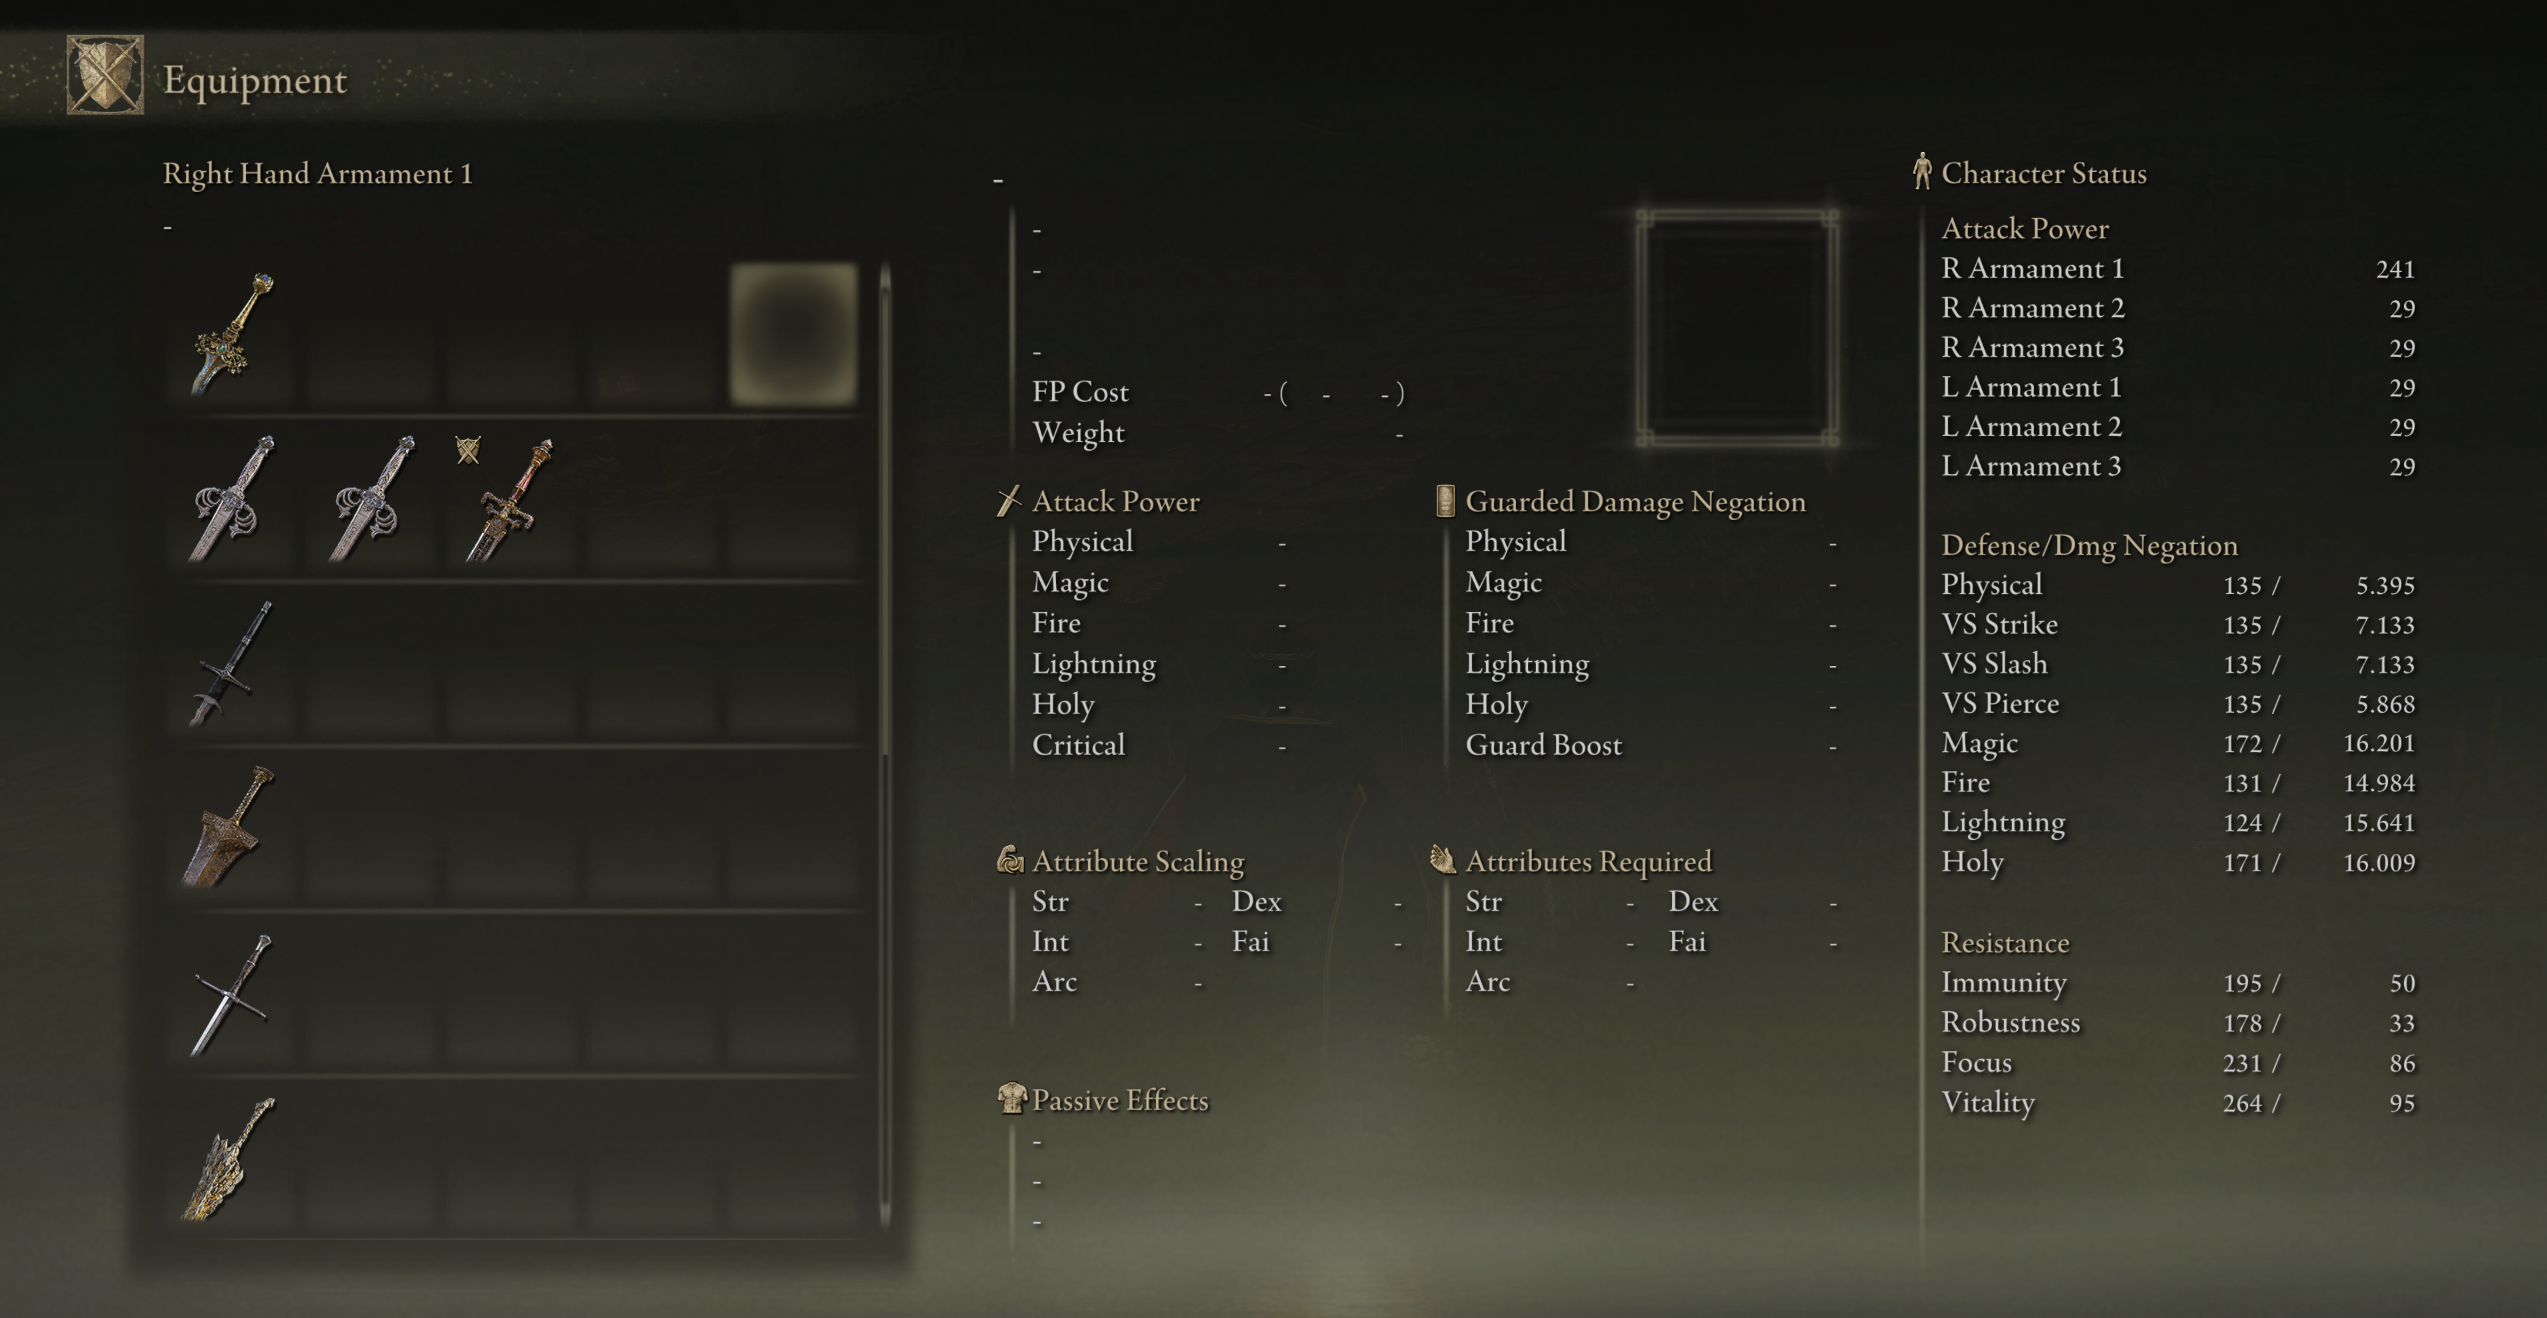 Equipment
Right Hand Armament 1
-
-
-
-
-
FP Cost - ( - - )
Weight -
Attack Power
Physical -
Magic -
Fire -
Lightning -
Holy -
Critical -
Guarded Damage Negation
Physical -
Magic -
Fire -
Lightning -
Holy -
Guard Boost -
Attribute Scaling
Str - Dex -
Int - Fai -
Arc -
Attributes Required
Str - Dex -
Int - Fai -
Arc -
Passive Effects
-
-
-
Character Status
Attack Power
R Armament 1 241
R Armament 2 29
R Armament 3 29
L Armament 1 29
L Armament 2 29
L Armament 3 29
Defense/Dmg Negation
Physical 135 / 5.395
VS Strike 135 / 7.133
VS Slash 135 / 7.133
VS Pierce 135 / 5.868
Magic 172 / 16.201
Fire 131 / 14.984
Lightning 124 / 15.641
Holy 171 / 16.009
Resistance
Immunity 195 / 50
Robustness 178 / 33
Focus 231 / 86
Vitality 264 / 95